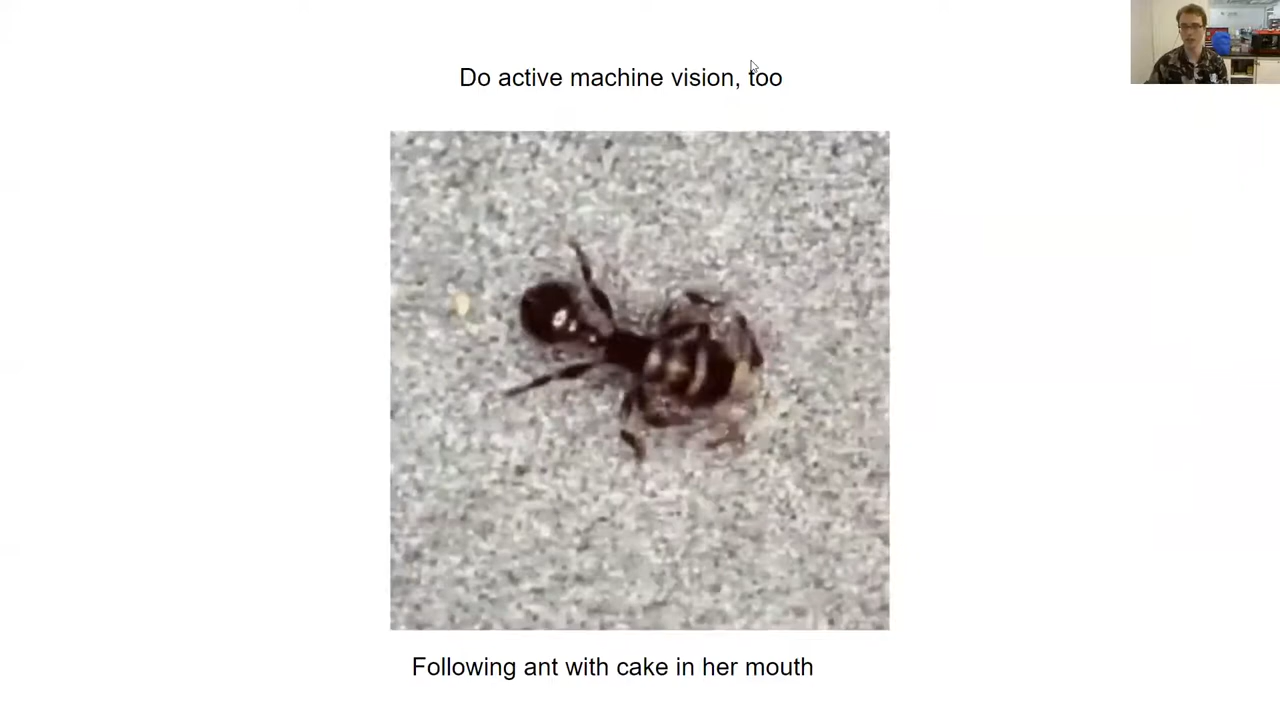 Do active machine vision, too
Following ant with cake in her mouth